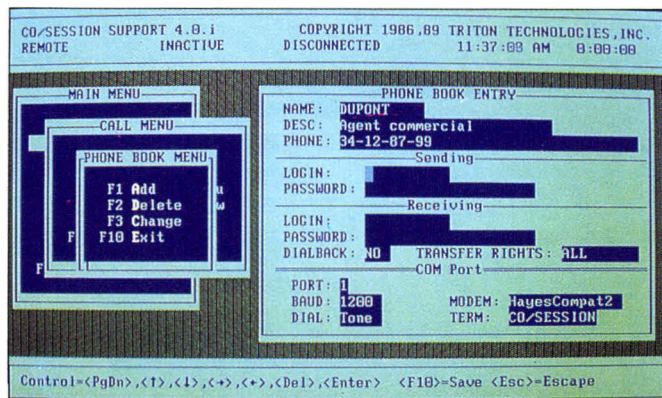 CO/SESSION SUPPORT 4.0.i COPYRIGHT 1986,89 TRITON TECHNOLOGIES,INC.
REMOTE INACTIVE DISCONNECTED 11:37:00 AM 0:00:00
MAIN MENU
CALL MENU
PHONE BOOK MENU
F1 Add
F2 Delete
F3 Change
F10 Exit
u
w
F
F
PHONE BOOK ENTRY
NAME: DUPONT
DESC: Agent commercial
PHONE: 34-12-87-99
Sending
LOGIN:
PASSWORD:
Receiving
LOGIN:
PASSWORD:
DIALBACK: NO TRANSFER RIGHTS: ALL
COM Port
PORT: 1
BAUD: 1200 MODEM: HayesCompat2
DIAL: Tone TERM: CO/SESSION
Control=<PgDn>,<↑>,<↓>,<→>,<←>,<Del>,<Enter> <F10>=Save <Esc>=Escape